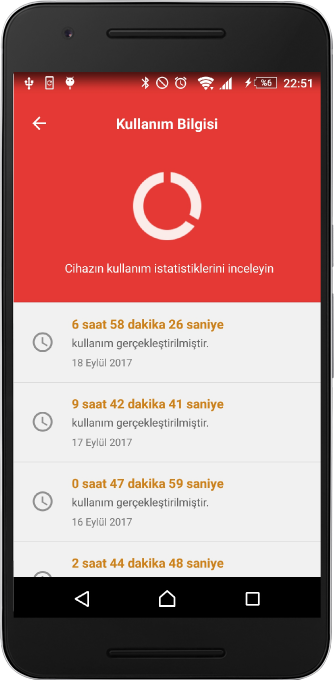 %6 22:51
Kullanım Bilgisi
Cihazın kullanım istatistiklerini inceleyin
6 saat 58 dakika 26 saniye
kullanım gerçekleştirilmiştir.
18 Eylül 2017
9 saat 42 dakika 41 saniye
kullanım gerçekleştirilmiştir.
17 Eylül 2017
0 saat 47 dakika 59 saniye
kullanım gerçekleştirilmiştir.
16 Eylül 2017
2 saat 44 dakika 48 saniye